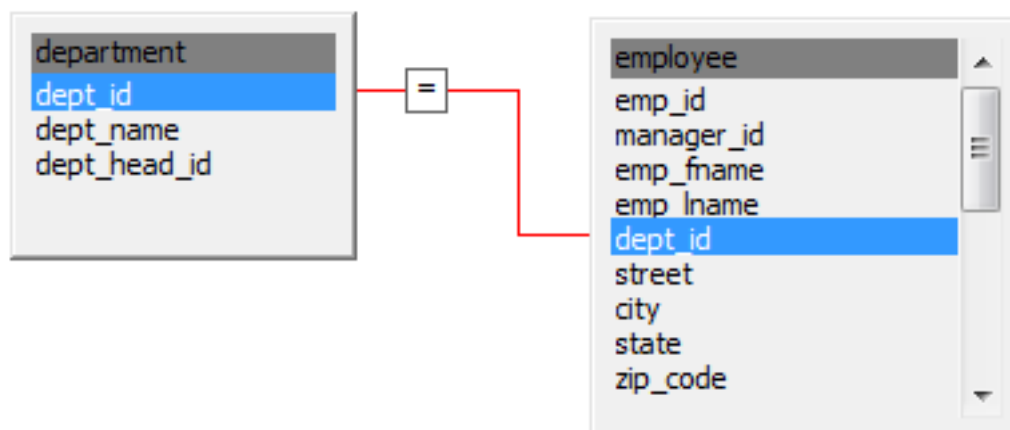 department
dept_id
dept_name
dept_head_id
=
employee
emp_id
manager_id
emp_fname
emp_lname
dept_id
street
city
state
zip_code